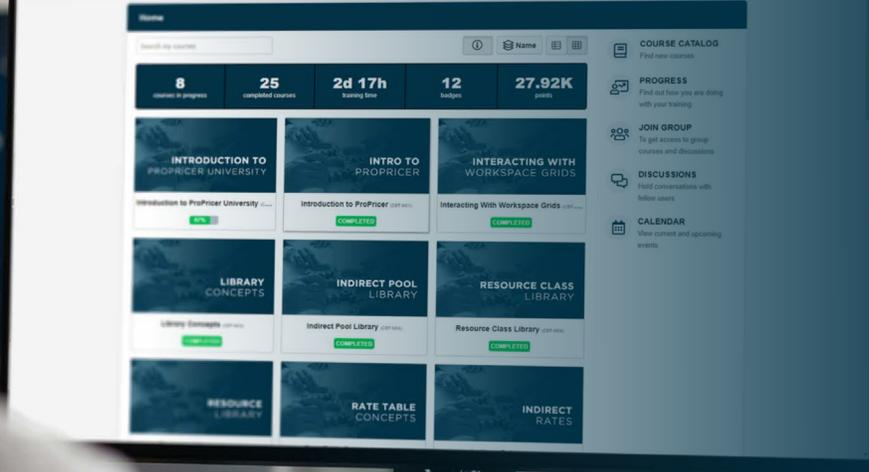 Home
Search my courses
Name
8
courses in progress
25
completed courses
2d 17h
training time
12
badges
27.92K
points
INTRODUCTION TO
PROPRICER UNIVERSITY
Introduction to ProPricer University
INTRO TO
PROPRICER
Introduction to ProPricer
COMPLETED
INTERACTING WITH
WORKSPACE GRIDS
Interacting With Workspace Grids
COMPLETED
LIBRARY
CONCEPTS
Library Concepts
COMPLETED
INDIRECT POOL
LIBRARY
Indirect Pool Library
COMPLETED
RESOURCE CLASS
LIBRARY
Resource Class Library
COMPLETED
RESOURCE
LIBRARY
RATE TABLE
CONCEPTS
INDIRECT
RATES
COURSE CATALOG
Find new courses
PROGRESS
Find out how you are doing
with your training
JOIN GROUP
To get access to group
courses and discussions
DISCUSSIONS
Hold conversations with
fellow users
CALENDAR
View current and upcoming
events